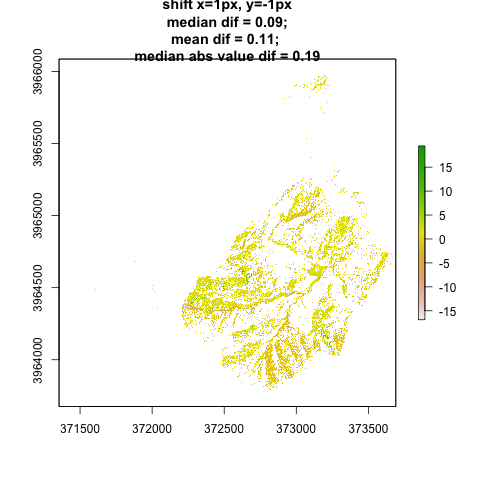 shift x=1px, y=-1px
median dif = 0.09;
mean dif = 0.11;
median abs value dif = 0.19
3966000
3965500
3965000
3964500
3964000
371500 372000 372500 373000 373500
15
10
5
0
-5
-10
-15